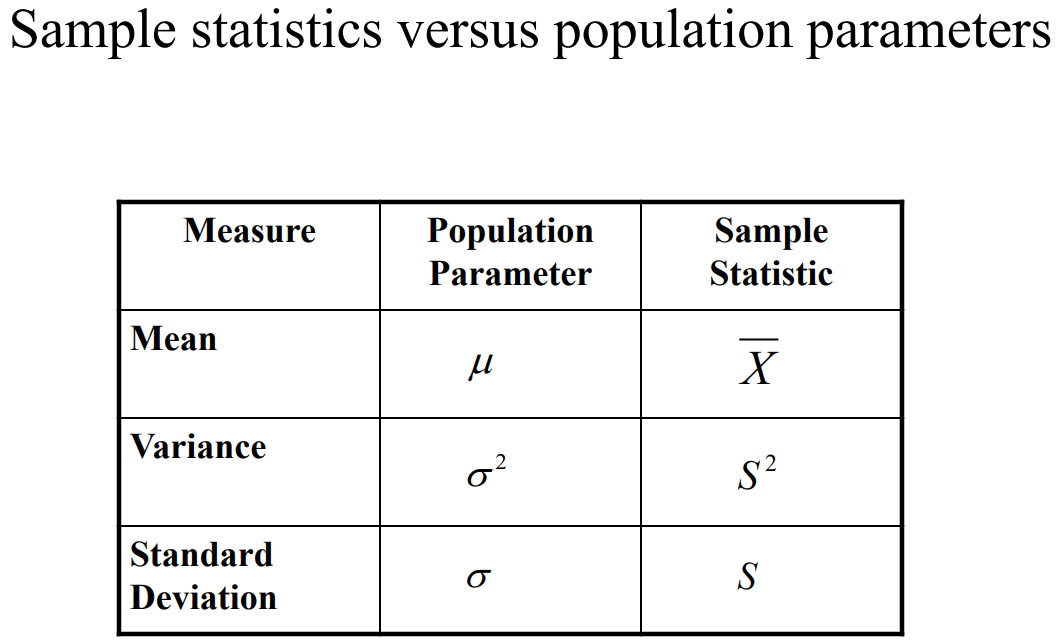 Sample statistics versus population parameters
Measure
Population
Parameter
Sample
Statistic
Mean
μ
X̅
Variance
σ²
S²
Standard
Deviation
σ
S